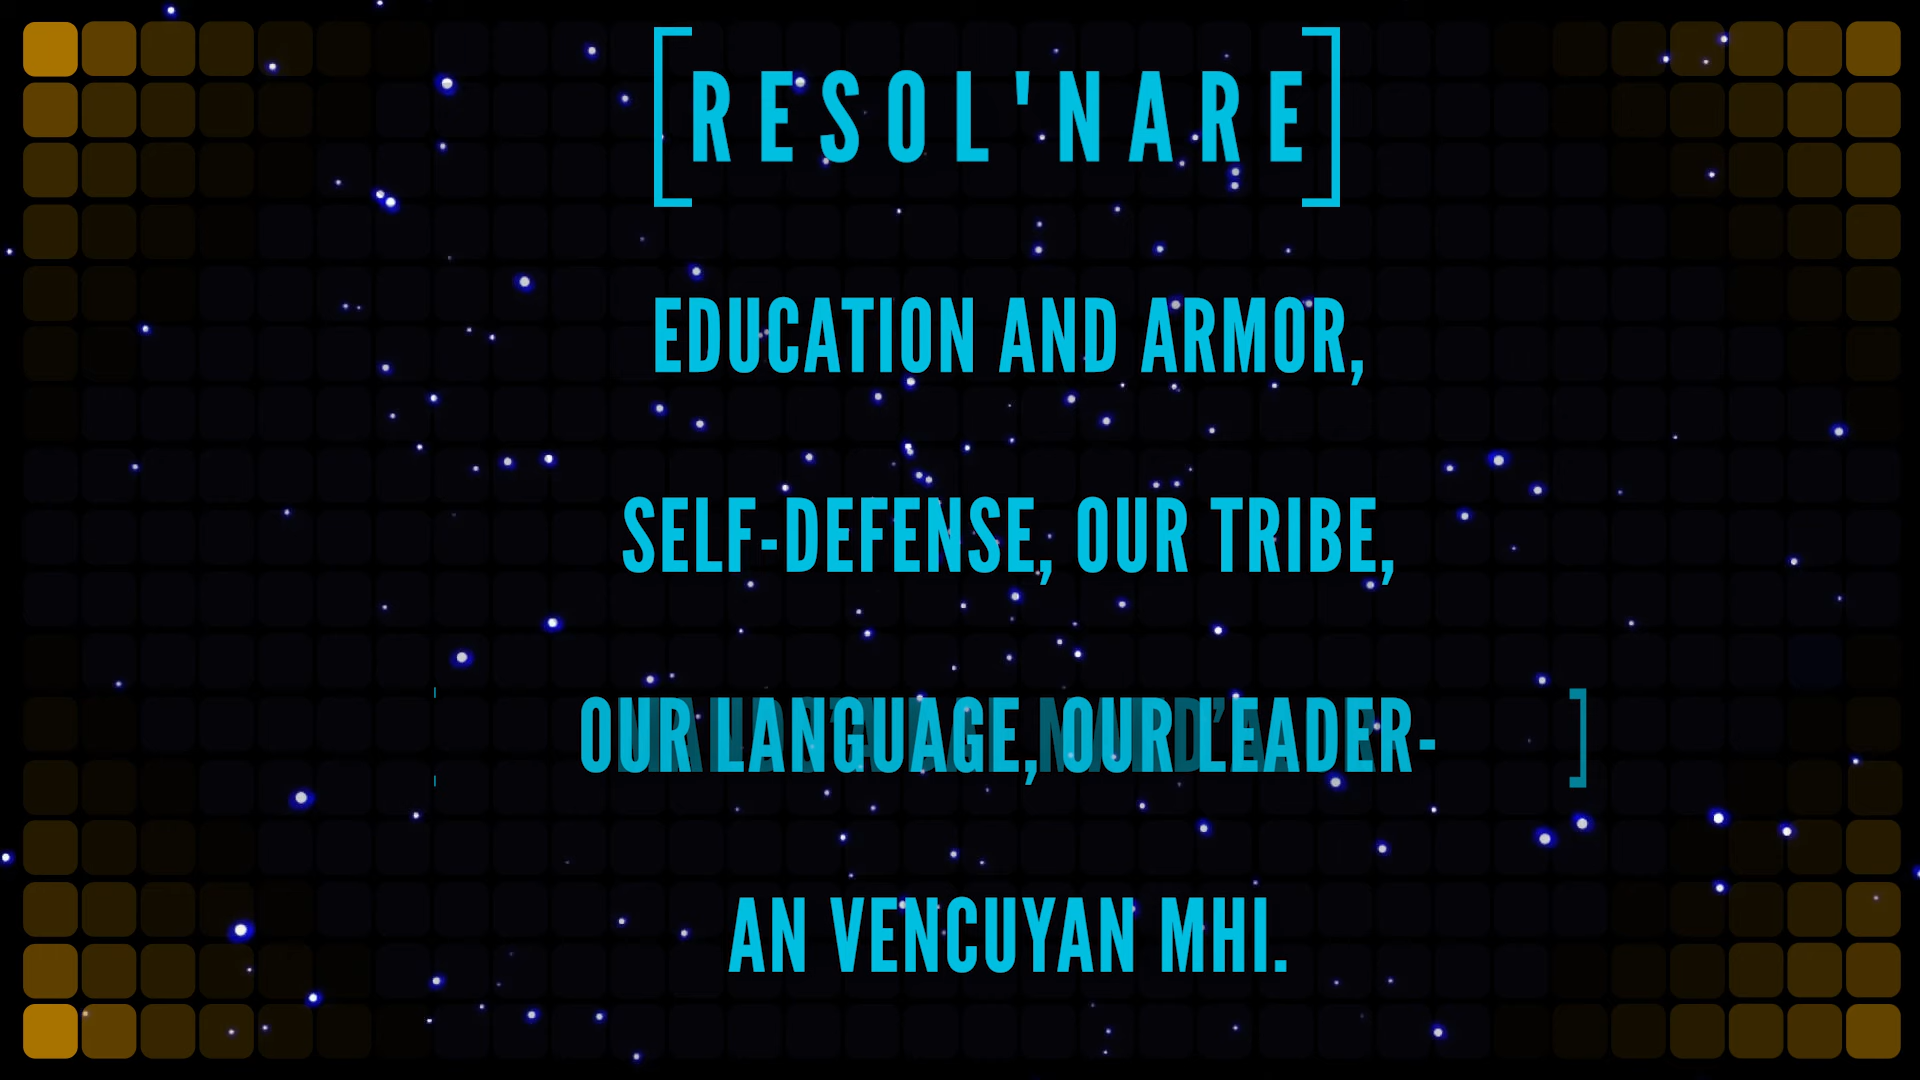 [RESOL'NARE]
EDUCATION AND ARMOR,
SELF-DEFENSE, OUR TRIBE,
OUR LANGUAGE, OUR LEADER-
AN VENCUYAN MHI.